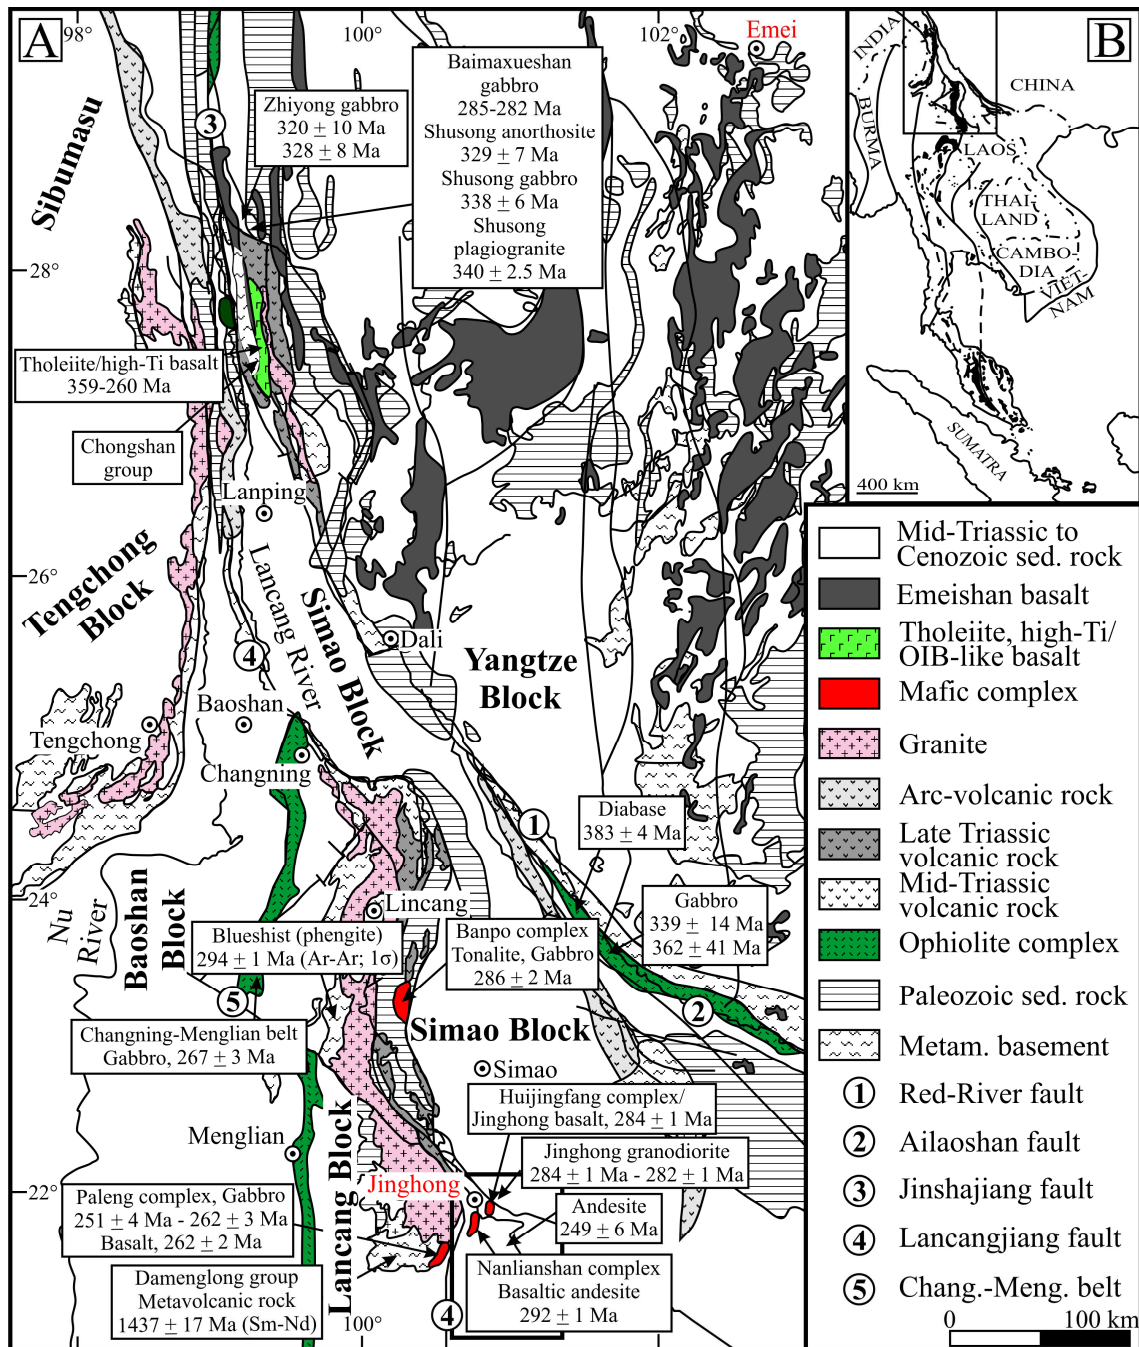 A
98°
100°
102°
Emei
B
INDIA
BURMA
CHINA
LAOS
THAI-
LAND
CAMBO-
DIA
VIET-
NAM
SUMATRA
400 km
Baimaxueshan
gabbro
285-282 Ma
Shusong anorthosite
329 ± 7 Ma
Shusong gabbro
338 ± 6 Ma
Shusong
plagiogranite
340 ± 2.5 Ma
Zhiyong gabbro
320 ± 10 Ma
328 ± 8 Ma
3
Sibumasu
28°
Tholeiite/high-Ti basalt
359-260 Ma
Chongshan
group
Lanping
Tengchong
Block
26°
Lancang River
Simao Block
4
Dali
Yangtze
Block
Baoshan
Tengchong
Changning
Diabase
383 ± 4 Ma
1
24°
Nu
River
Baoshan
Block
Lincang
Gabbro
339 ± 14 Ma
362 ± 41 Ma
Blueshist (phengite)
294 ± 1 Ma (Ar-Ar; 1σ)
Banpo complex
Tonalite, Gabbro
286 ± 2 Ma
5
2
Changning-Menglian belt
Gabbro, 267 ± 3 Ma
Simao Block
Simao
Huijingfang complex/
Jinghong basalt, 284 ± 1 Ma
Menglian
Lancang Block
Jinghong granodiorite
284 ± 1 Ma - 282 ± 1 Ma
22°
Jinghong
Paleng complex, Gabbro
251 ± 4 Ma - 262 ± 3 Ma
Basalt, 262 ± 2 Ma
Andesite
249 ± 6 Ma
Damenglong group
Metavolcanic rock
1437 ± 17 Ma (Sm-Nd)
Nanlianshan complex
Basaltic andesite
292 ± 1 Ma
4
100°
Mid-Triassic to
Cenozoic sed. rock
Emeishan basalt
Tholeiite, high-Ti/
OIB-like basalt
Mafic complex
Granite
Arc-volcanic rock
Late Triassic
volcanic rock
Mid-Triassic
volcanic rock
Ophiolite complex
Paleozoic sed. rock
Metam. basement
1 Red-River fault
2 Ailaoshan fault
3 Jinshajiang fault
4 Lancangjiang fault
5 Chang.-Meng. belt
0 100 km